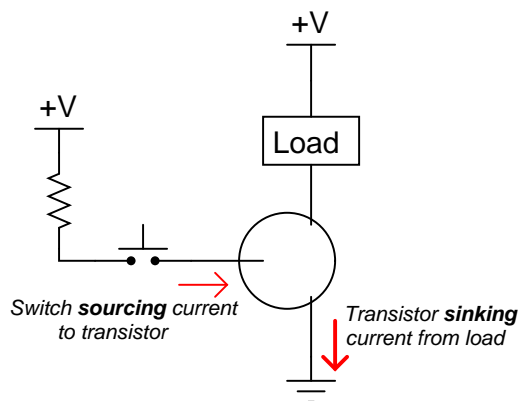 +V
+V
Load
Switch sourcing current
to transistor
Transistor sinking
current from load